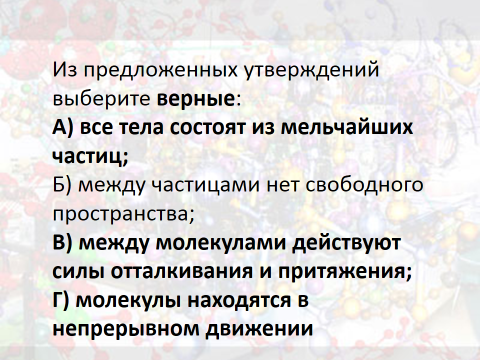 Из предложенных утверждений
выберите верные:
А) все тела состоят из мельчайших
частиц;
Б) между частицами нет свободного
пространства;
В) между молекулами действуют
силы отталкивания и притяжения;
Г) молекулы находятся в
непрерывном движении